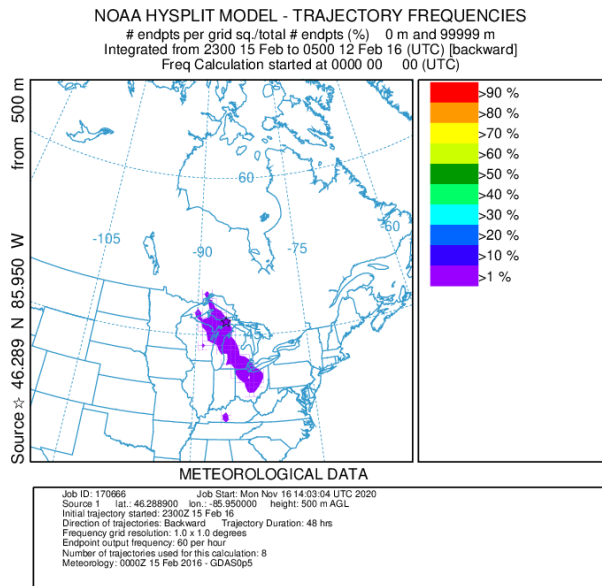 NOAA HYSPLIT MODEL - TRAJECTORY FREQUENCIES
# endpts per grid sq./total # endpts (%) 0 m and 99999 m
Integrated from 2300 15 Feb to 0500 12 Feb 16 (UTC) [backward]
Freq Calculation started at 0000 00 00 (UTC)
Source ☆ 46.289 N 85.950 W from 500 m
60
-105
-90
-75
-60
45
>90 %
>80 %
>70 %
>60 %
>50 %
>40 %
>30 %
>20 %
>10 %
>1 %
METEOROLOGICAL DATA
Job ID: 170666 Job Start: Mon Nov 16 14:03:04 UTC 2020
Source 1 lat.: 46.288900 lon.: -85.950000 height: 500 m AGL
Initial trajectory started: 2300Z 15 Feb 16
Direction of trajectories: Backward Trajectory Duration: 48 hrs
Frequency grid resolution: 1.0 x 1.0 degrees
Endpoint output frequency: 60 per hour
Number of trajectories used for this calculation: 8
Meteorology: 0000Z 15 Feb 2016 - GDAS0p5